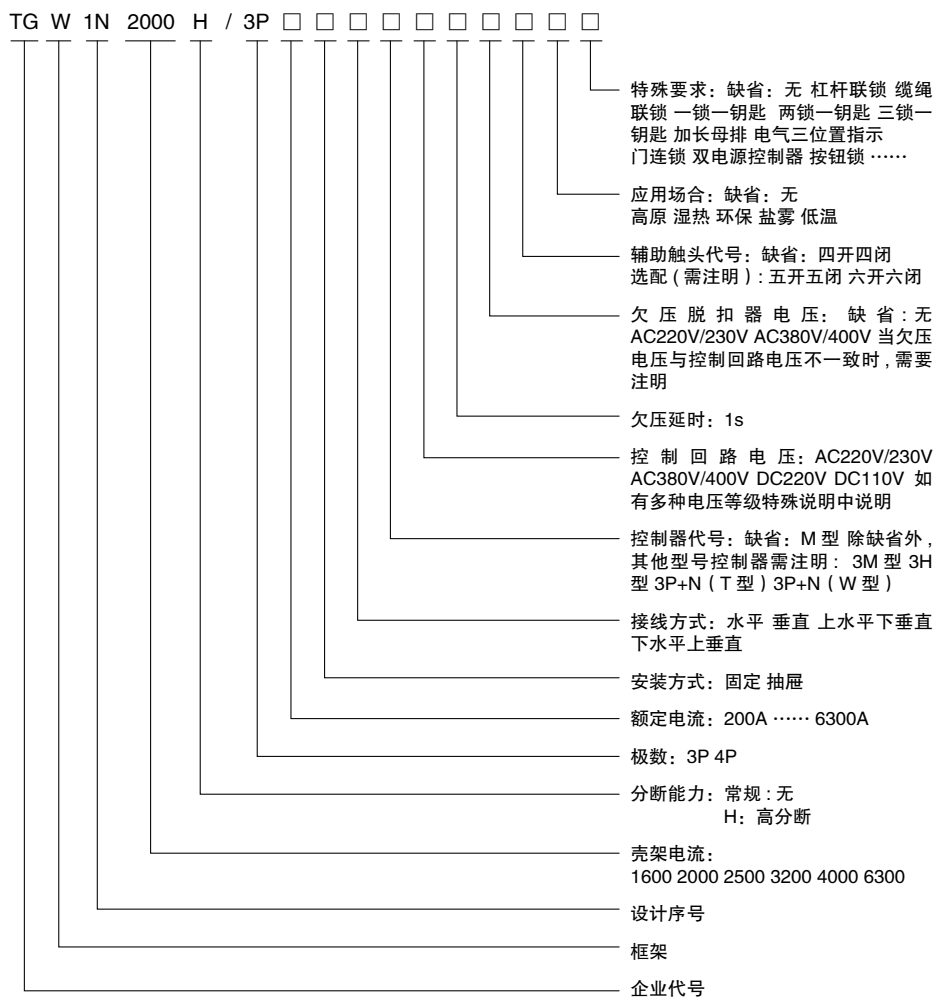 TG W 1N 2000 H / 3P □ □ □ □ □ □ □ □ □ □
特殊要求：缺省：无 杠杆联锁 缆绳
联锁 一锁一钥匙 两锁一钥匙 三锁一
钥匙 加长母排 电气三位置指示
门连锁 双电源控制器 按钮锁 ……
应用场合：缺省：无
高原 湿热 环保 盐雾 低温
辅助触头代号：缺省：四开四闭
选配 ( 需注明 ) : 五开五闭 六开六闭
欠 压 脱 扣 器 电 压： 缺 省 : 无
AC220V/230V AC380V/400V 当欠压
电压与控制回路电压不一致时 , 需要
注明
欠压延时：1s
控 制 回 路 电 压：AC220V/230V
AC380V/400V DC220V DC110V 如
有多种电压等级特殊说明中说明
控制器代号：缺省：M 型 除缺省外 ,
其他型号控制器需注明： 3M 型 3H
型 3P+N（ T 型 ）3P+N（ W 型 ）
接线方式：水平 垂直 上水平下垂直
下水平上垂直
安装方式：固定 抽屉
额定电流：200A …… 6300A
极数：3P 4P
分断能力：常规 : 无
H：高分断
壳架电流：
1600 2000 2500 3200 4000 6300
设计序号
框架
企业代号